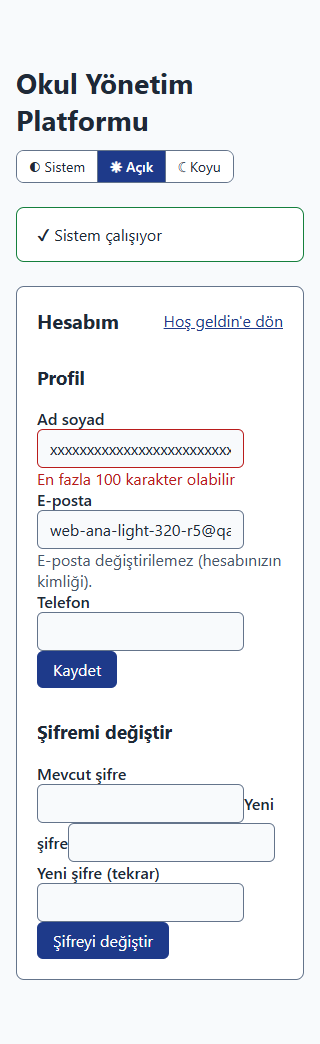 Okul Yönetim
Platformu
◐ Sistem ☀ Açık ☾ Koyu
✓ Sistem çalışıyor
Hesabım Hoş geldin'e dön
Profil
Ad soyad
xxxxxxxxxxxxxxxxxxxxxxxxx
En fazla 100 karakter olabilir
E-posta
web-ana-light-320-r5@qa
E-posta değiştirilemez (hesabınızın
kimliği).
Telefon
Kaydet
Şifremi değiştir
Mevcut şifre
Yeni
şifre
Yeni şifre (tekrar)
Şifreyi değiştir